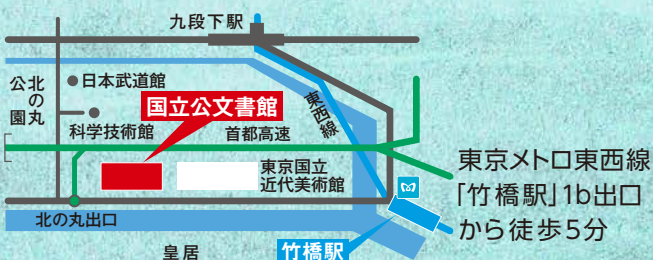 九段下駅
日本武道館
北の丸
公園
国立公文書館
東西線
科学技術館
首都高速
東京国立
近代美術館
東京メトロ東西線
「竹橋駅」1b出口
から徒歩5分
北の丸出口
皇居
竹橋駅